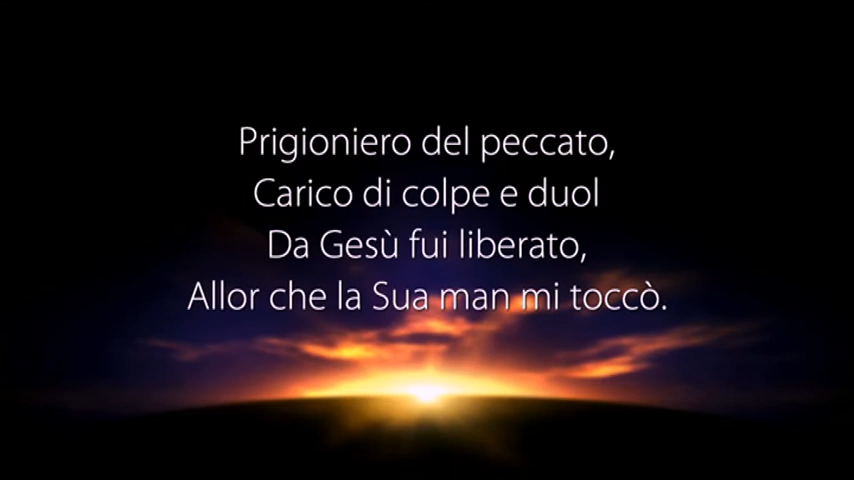 Prigioniero del peccato,
Carico di colpe e duol
Da Gesù fui liberato,
Allor che la Sua man mi toccò.